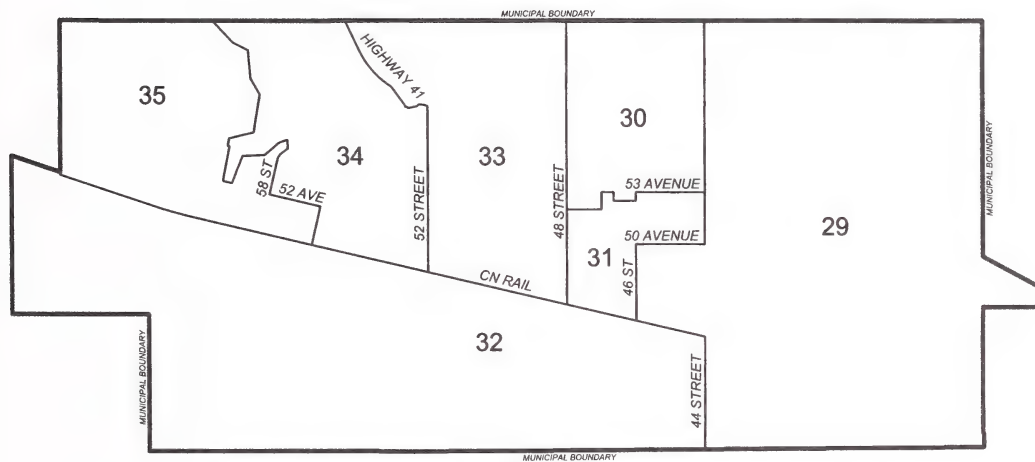 MUNICIPAL BOUNDARY
HIGHWAY 41
35
30
34
33
58 ST
52 AVE
53 AVENUE
MUNICIPAL BOUNDARY
52 STREET
48 STREET
29
50 AVENUE
31
46 ST
CN RAIL
32
44 STREET
MUNICIPAL BOUNDARY
MUNICIPAL BOUNDARY